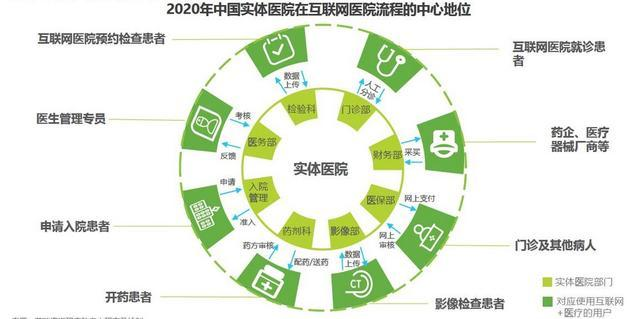 2020年中国实体医院在互联网医院流程的中心地位
互联网医院预约检查患者
互联网医院就诊患
者
数据
上传
人工
分诊
检验科
门诊部
医生管理专员
考核
反馈
医务部
财务部
采买
药企、医疗
器械厂商等
实体医院
申请
准入
入院
管理
医保部
网上支付
网上
审核
申请入院患者
药剂科
影像部
药方审核
配药/送药
数据
上传
门诊及其他病人
CT
开药患者
影像检查患者
实体医院部门
对应使用互联网
+医疗的用户